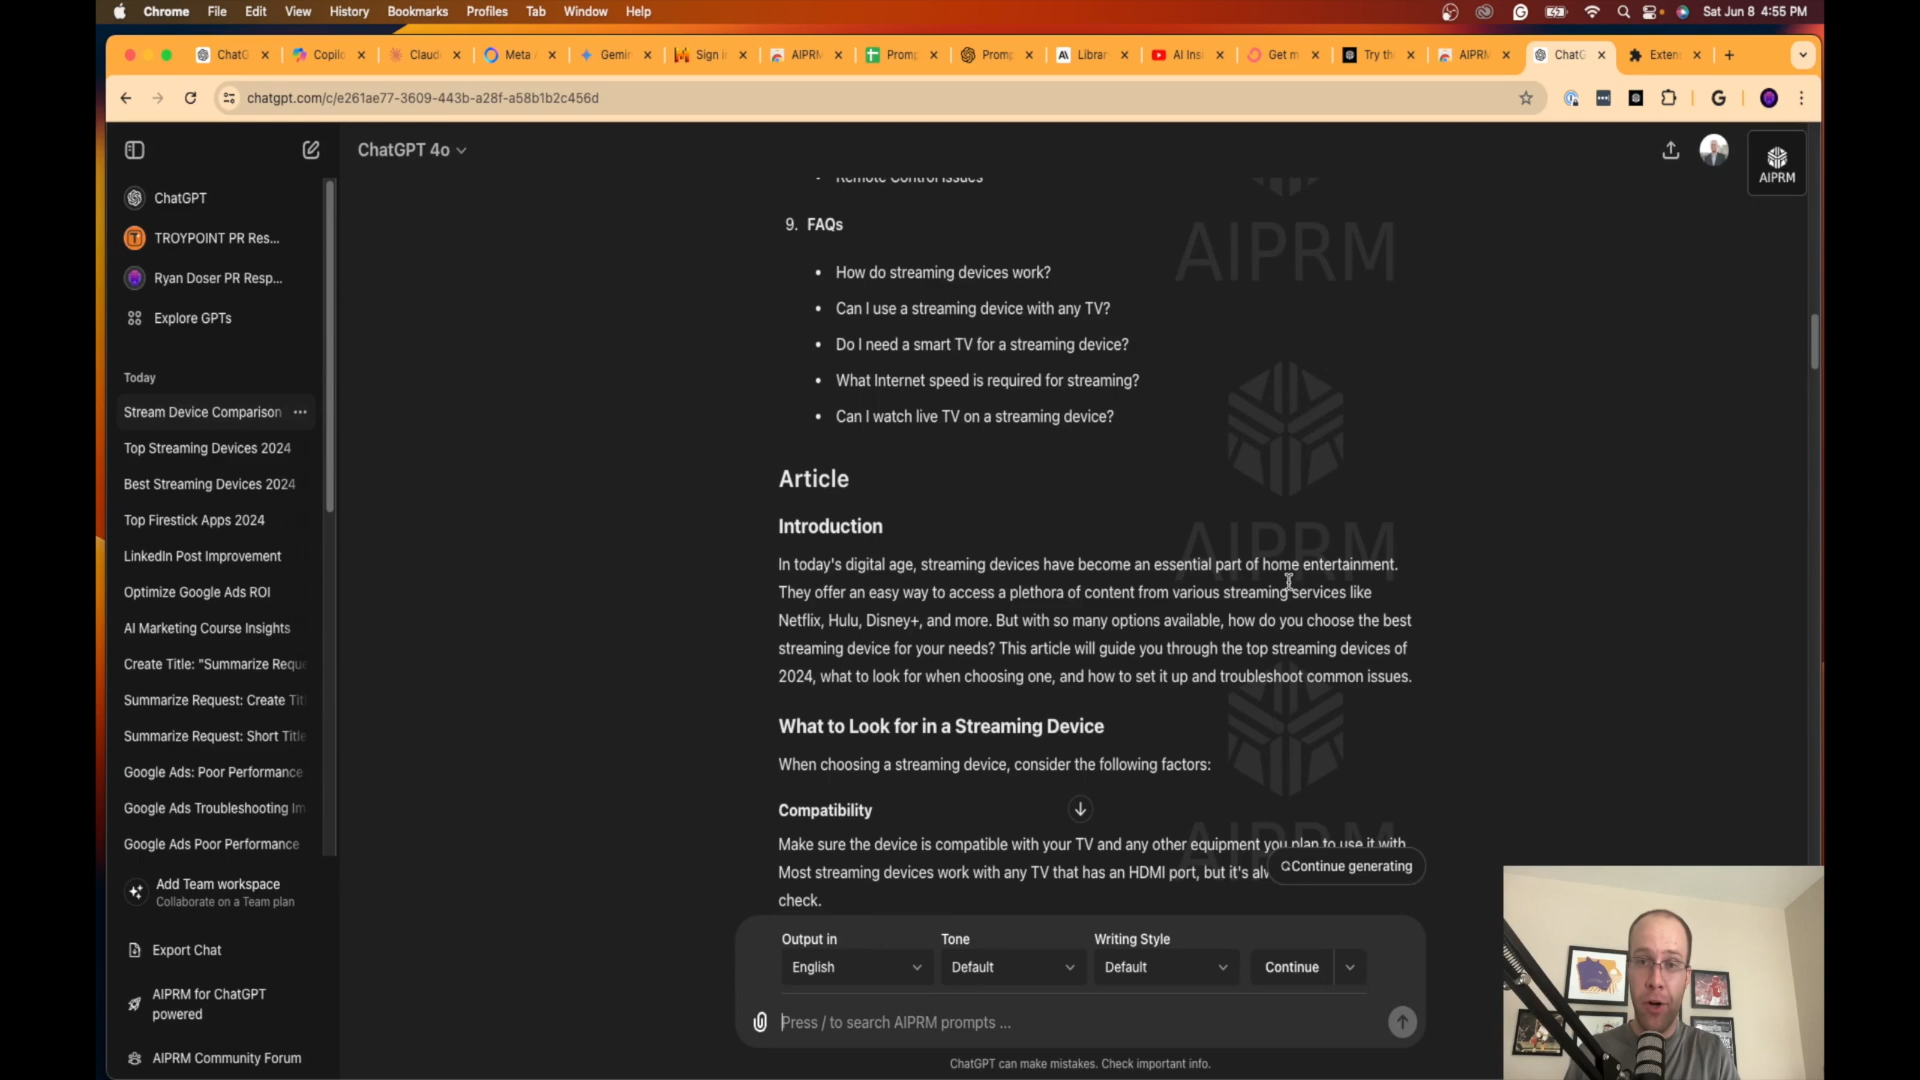 Chrome File Edit View History Bookmarks Profiles Tab Window Help Sat Jun 8 4:55 PM
ChatG Copilo Claud Meta Gemin Sign i AIPRM Promp Promp Librar AI Insi Get m Try th AIPRM ChatG Exten
chatgpt.com/c/e261ae77-3609-443b-a28f-a58b1b2c456d
ChatGPT 4o
AIPRM
ChatGPT
TROYPOINT PR Res...
Ryan Doser PR Resp...
Explore GPTs
Today
Stream Device Comparison
Top Streaming Devices 2024
Best Streaming Devices 2024
Top Firestick Apps 2024
LinkedIn Post Improvement
Optimize Google Ads ROI
AI Marketing Course Insights
Create Title: "Summarize Reque
Summarize Request: Create Tit
Summarize Request: Short Title
Google Ads: Poor Performance
Google Ads Troubleshooting Im
Google Ads Poor Performance
Add Team workspace
Collaborate on a Team plan
Export Chat
AIPRM for ChatGPT
powered
AIPRM Community Forum
Remote Control Issues
9. FAQs
• How do streaming devices work?
• Can I use a streaming device with any TV?
• Do I need a smart TV for a streaming device?
• What Internet speed is required for streaming?
• Can I watch live TV on a streaming device?
Article
Introduction
In today's digital age, streaming devices have become an essential part of home entertainment.
They offer an easy way to access a plethora of content from various streaming services like
Netflix, Hulu, Disney+, and more. But with so many options available, how do you choose the best
streaming device for your needs? This article will guide you through the top streaming devices of
2024, what to look for when choosing one, and how to set it up and troubleshoot common issues.
What to Look for in a Streaming Device
When choosing a streaming device, consider the following factors:
Compatibility
Make sure the device is compatible with your TV and any other equipment you plan to use it with.
Most streaming devices work with any TV that has an HDMI port, but it's alw
check.
Continue generating
AIPRM
AIPRM
AIPRM
Output in Tone Writing Style
English Default Default Continue
Press / to search AIPRM prompts ...
ChatGPT can make mistakes. Check important info.